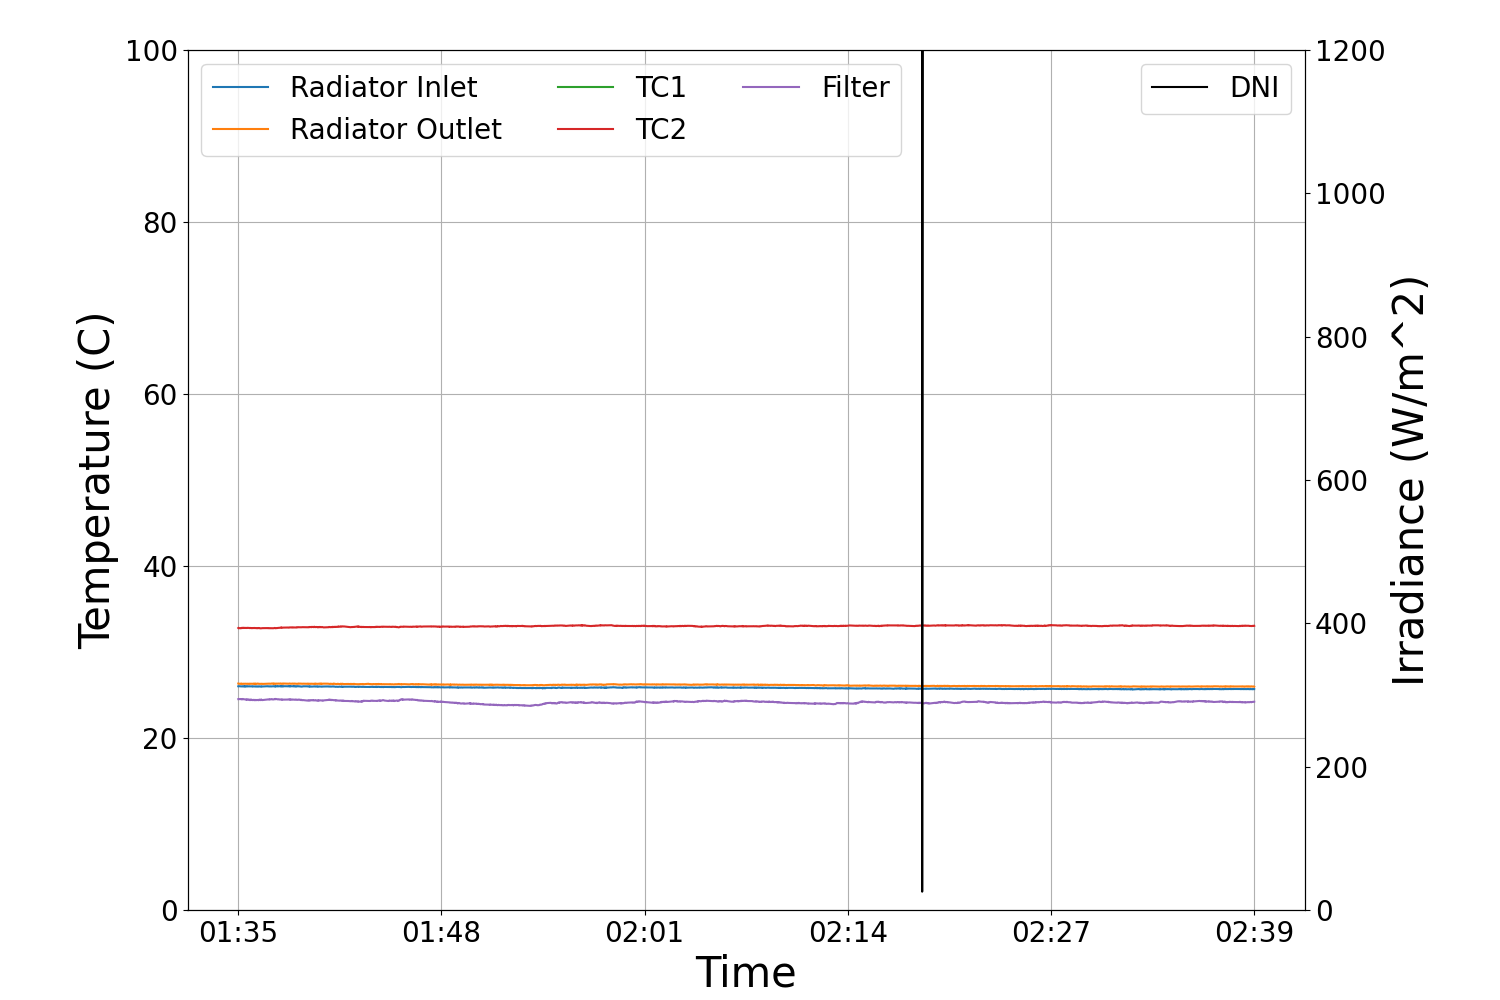 100
80
60
40
20
0
Temperature (C)
Radiator Inlet
Radiator Outlet
TC1
TC2
Filter
DNI
1200
1000
800
600
400
200
0
Irradiance (W/m^2)
01:35 01:48 02:01 02:14 02:27 02:39
Time